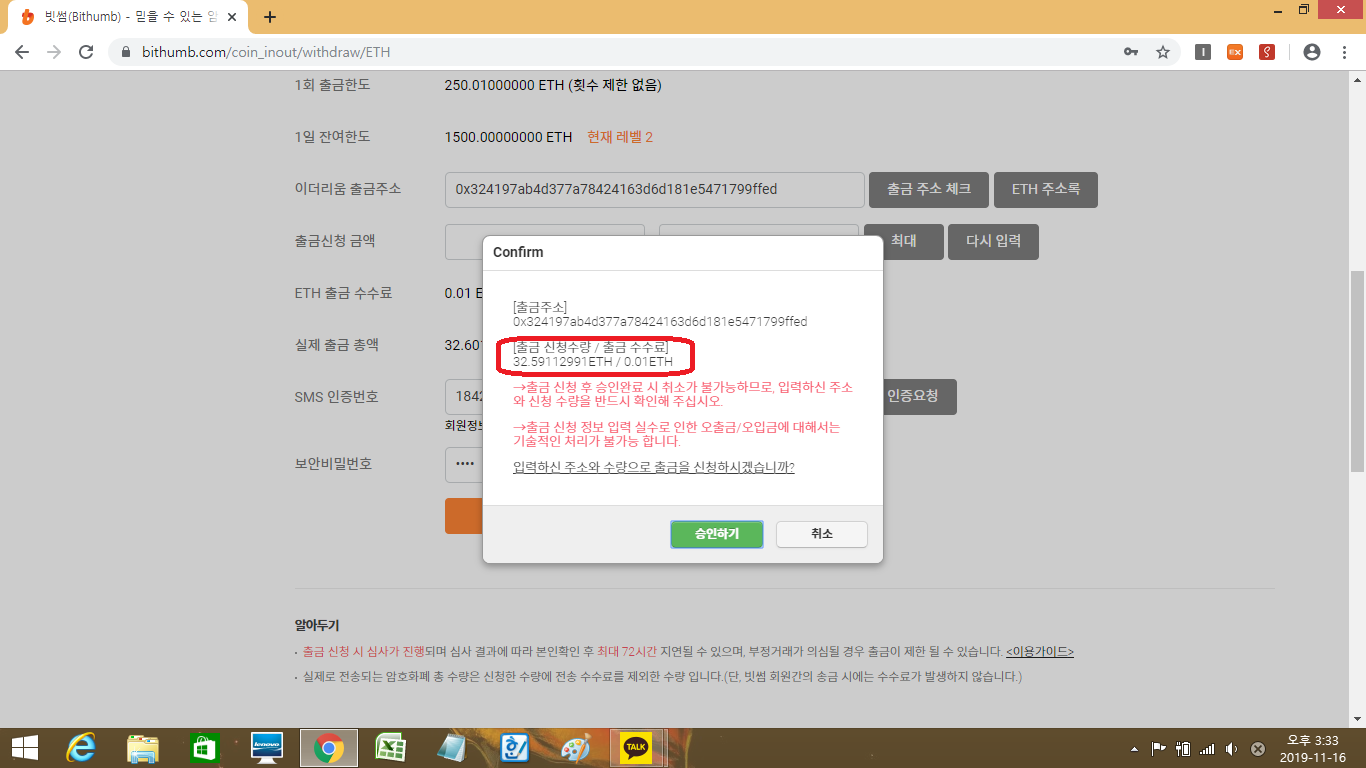 빗썸(Bithumb) - 믿을 수 있는 암
bithumb.com/coin_inout/withdraw/ETH
1회 출금한도 250.01000000 ETH (횟수 제한 없음)
1일 잔여한도 1500.00000000 ETH 현재 레벨 2
이더리움 출금주소 0x324197ab4d377a78424163d6d181e5471799ffed 출금 주소 체크 ETH 주소록
출금신청 금액 최대 다시 입력
Confirm
ETH 출금 수수료 0.01 E
[출금주소]
0x324197ab4d377a78424163d6d181e5471799ffed
실제 출금 총액 32.60
[출금 신청수량 / 출금 수수료]
32.59112991ETH / 0.01ETH
→출금 신청 후 승인완료 시 취소가 불가능하므로, 입력하신 주소
와 신청 수량을 반드시 확인해 주십시오.
SMS 인증번호 1842 인증요청
회원정보
→출금 신청 정보 입력 실수로 인한 오출금/오입금에 대해서는
기술적인 처리가 불가능 합니다.
보안비밀번호 ••••
입력하신 주소와 수량으로 출금을 신청하시겠습니까?
승인하기 취소
알아두기
· 출금 신청 시 심사가 진행되며 심사 결과에 따라 본인확인 후 최대 72시간 지연될 수 있으며, 부정거래가 의심될 경우 출금이 제한 될 수 있습니다. <이용가이드>
· 실제로 전송되는 암호화폐 총 수량은 신청한 수량에 전송 수수료를 제외한 수량 입니다.(단, 빗썸 회원간의 송금 시에는 수수료가 발생하지 않습니다.)
lenovo
TALK
오후 3:33
2019-11-16